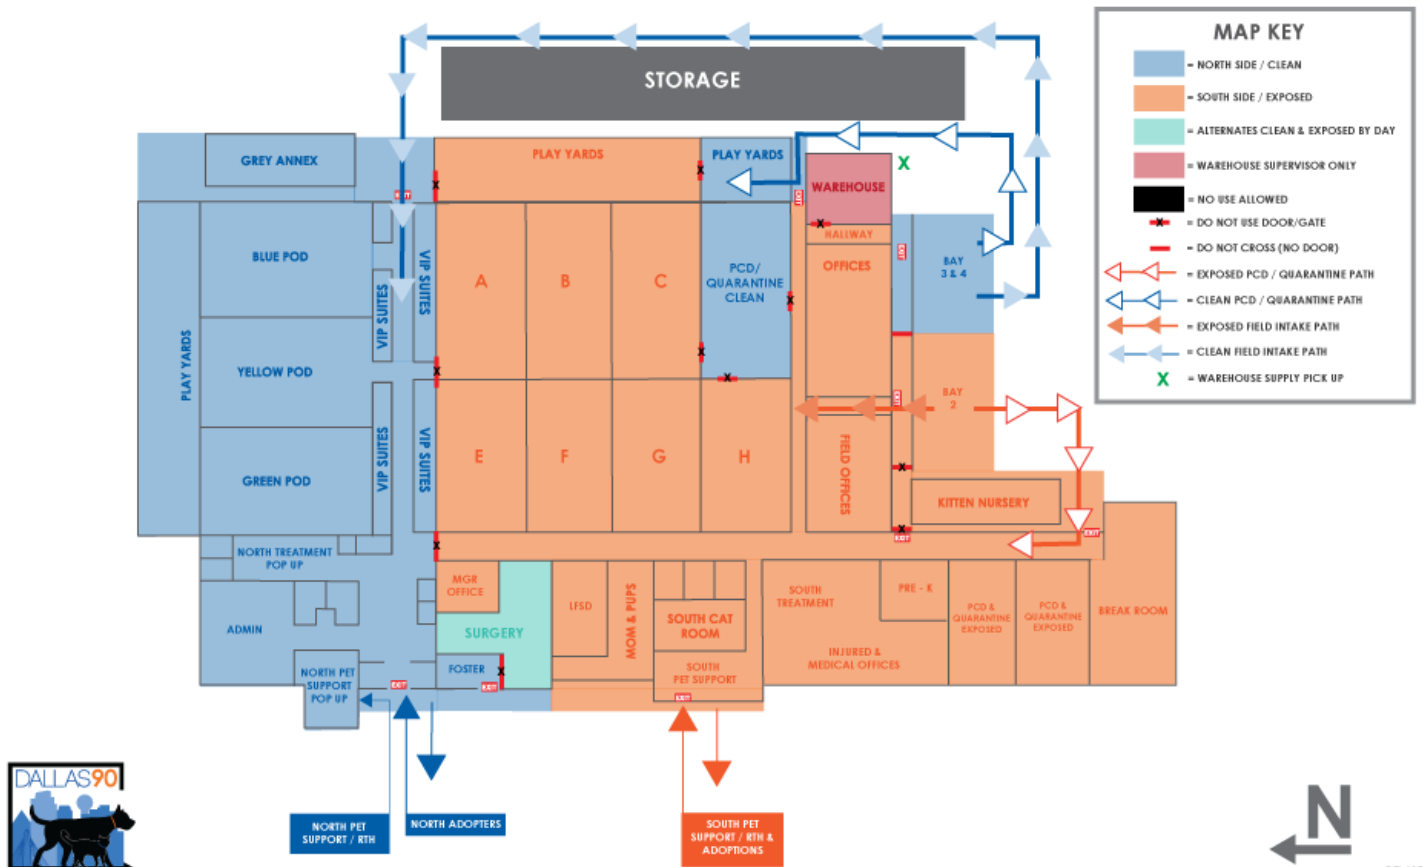 STORAGE
MAP KEY
= NORTH SIDE / CLEAN
= SOUTH SIDE / EXPOSED
= ALTERNATES CLEAN & EXPOSED BY DAY
= WAREHOUSE SUPERVISOR ONLY
= NO USE ALLOWED
X = DO NOT USE DOOR/GATE
= DO NOT CROSS (NO DOOR)
= EXPOSED PCD / QUARANTINE PATH
= CLEAN PCD / QUARANTINE PATH
= EXPOSED FIELD INTAKE PATH
= CLEAN FIELD INTAKE PATH
X = WAREHOUSE SUPPLY PICK UP
GREY ANNEX
PLAY YARDS
PLAY YARDS
X
WAREHOUSE
X
X
EXIT
EXIT
X
HALLWAY
BLUE POD
VIP SUITES
A
B
C
PCD/
QUARANTINE
CLEAN
OFFICES
EXIT
BAY
3 & 4
PLAY YARDS
VIP SUITES
X
X
YELLOW POD
X
X
EXIT
BAY
2
GREEN POD
VIP SUITES
VIP SUITES
E
F
G
H
FIELD OFFICES
X
KITTEN NURSERY
X
EXIT
EXIT
X
NORTH TREATMENT
POP UP
MGR
OFFICE
LFSD
MOM & PUPS
SOUTH CAT
ROOM
SOUTH
TREATMENT
PRE - K
PCD &
QUARANTINE
EXPOSED
PCD &
QUARANTINE
EXPOSED
BREAK ROOM
ADMIN
SURGERY
INJURED &
MEDICAL OFFICES
NORTH PET
SUPPORT
POP UP
FOSTER
X
SOUTH
PET SUPPORT
EXIT
EXIT
EXIT
NORTH PET
SUPPORT / RTH
NORTH ADOPTERS
SOUTH PET
SUPPORT / RTH &
ADOPTIONS
DALLAS90
N